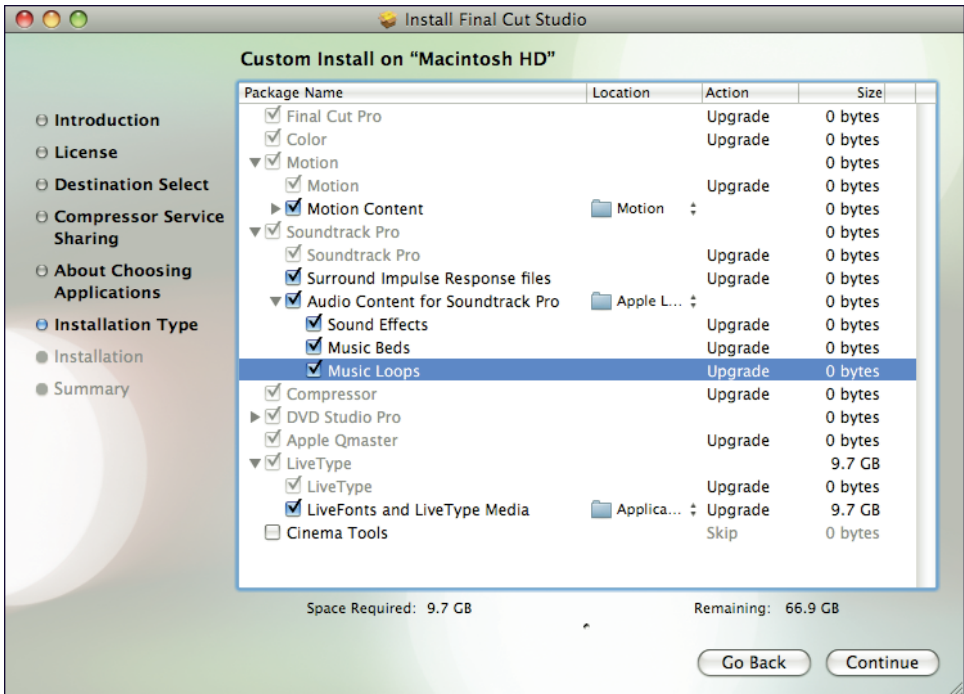 Install Final Cut Studio
Custom Install on “Macintosh HD”
Introduction
License
Destination Select
Compressor Service
Sharing
About Choosing
Applications
Installation Type
Installation
Summary
Package Name Location Action Size
Final Cut Pro Upgrade 0 bytes
Color Upgrade 0 bytes
Motion 0 bytes
Motion Upgrade 0 bytes
Motion Content Motion 0 bytes
Soundtrack Pro 0 bytes
Soundtrack Pro Upgrade 0 bytes
Surround Impulse Response files Upgrade 0 bytes
Audio Content for Soundtrack Pro Apple L... 0 bytes
Sound Effects Upgrade 0 bytes
Music Beds Upgrade 0 bytes
Music Loops Upgrade 0 bytes
Compressor Upgrade 0 bytes
DVD Studio Pro 0 bytes
Apple Qmaster Upgrade 0 bytes
LiveType 9.7 GB
LiveType Upgrade 0 bytes
LiveFonts and LiveType Media Applica... Upgrade 9.7 GB
Cinema Tools Skip 0 bytes
Space Required: 9.7 GB Remaining: 66.9 GB
Go Back Continue